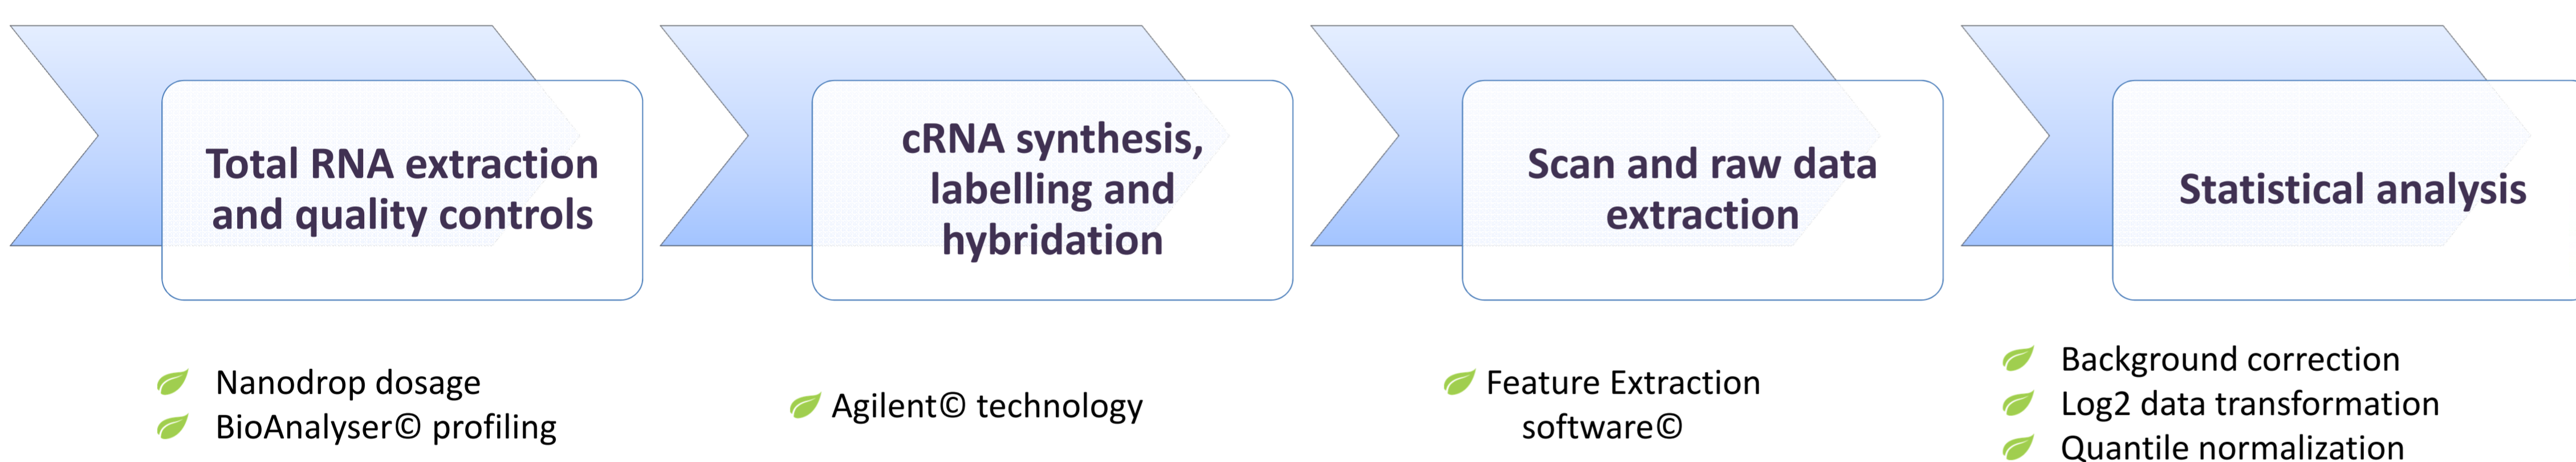 Total RNA extraction
and quality controls
cRNA synthesis,
labelling and
hybridation
Scan and raw data
extraction
Statistical analysis
Nanodrop dosage
BioAnalyser© profiling
Agilent© technology
Feature Extraction
software©
Background correction
Log2 data transformation
Quantile normalization